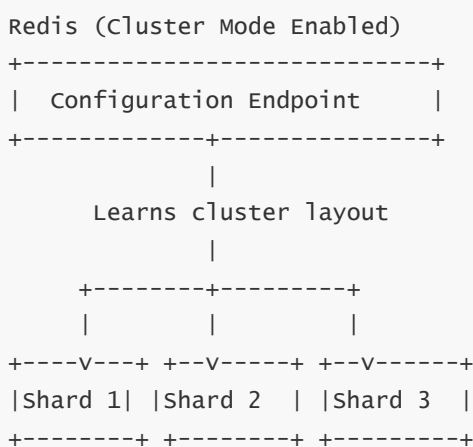 Redis (Cluster Mode Enabled)
+-----------------------------+
|  Configuration Endpoint     |
+-------------+---------------+
              |
      Learns cluster layout
              |
     +--------+---------+
     |        |         |
+----v---+ +--v-----+ +--v------+
|Shard 1| |Shard 2  | |Shard 3  |
+--------+ +--------+ +---------+